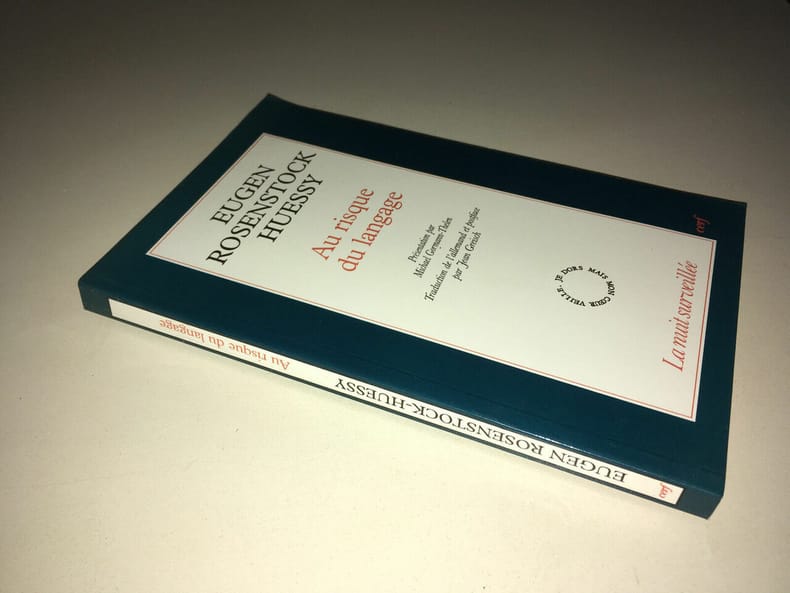 EUGEN
ROSENSTOCK
HUESSY
Au risque
du langage
Présentation par
Michael Gormann-Thelen
Traduction de l'allemand et postface
par Jean Greisch
JE DORS MAIS MON CŒUR VEILLE.
La nuit surveillée
cerf
Au risque du langage
EUGEN ROSENSTOCK-HUESSY
cerf